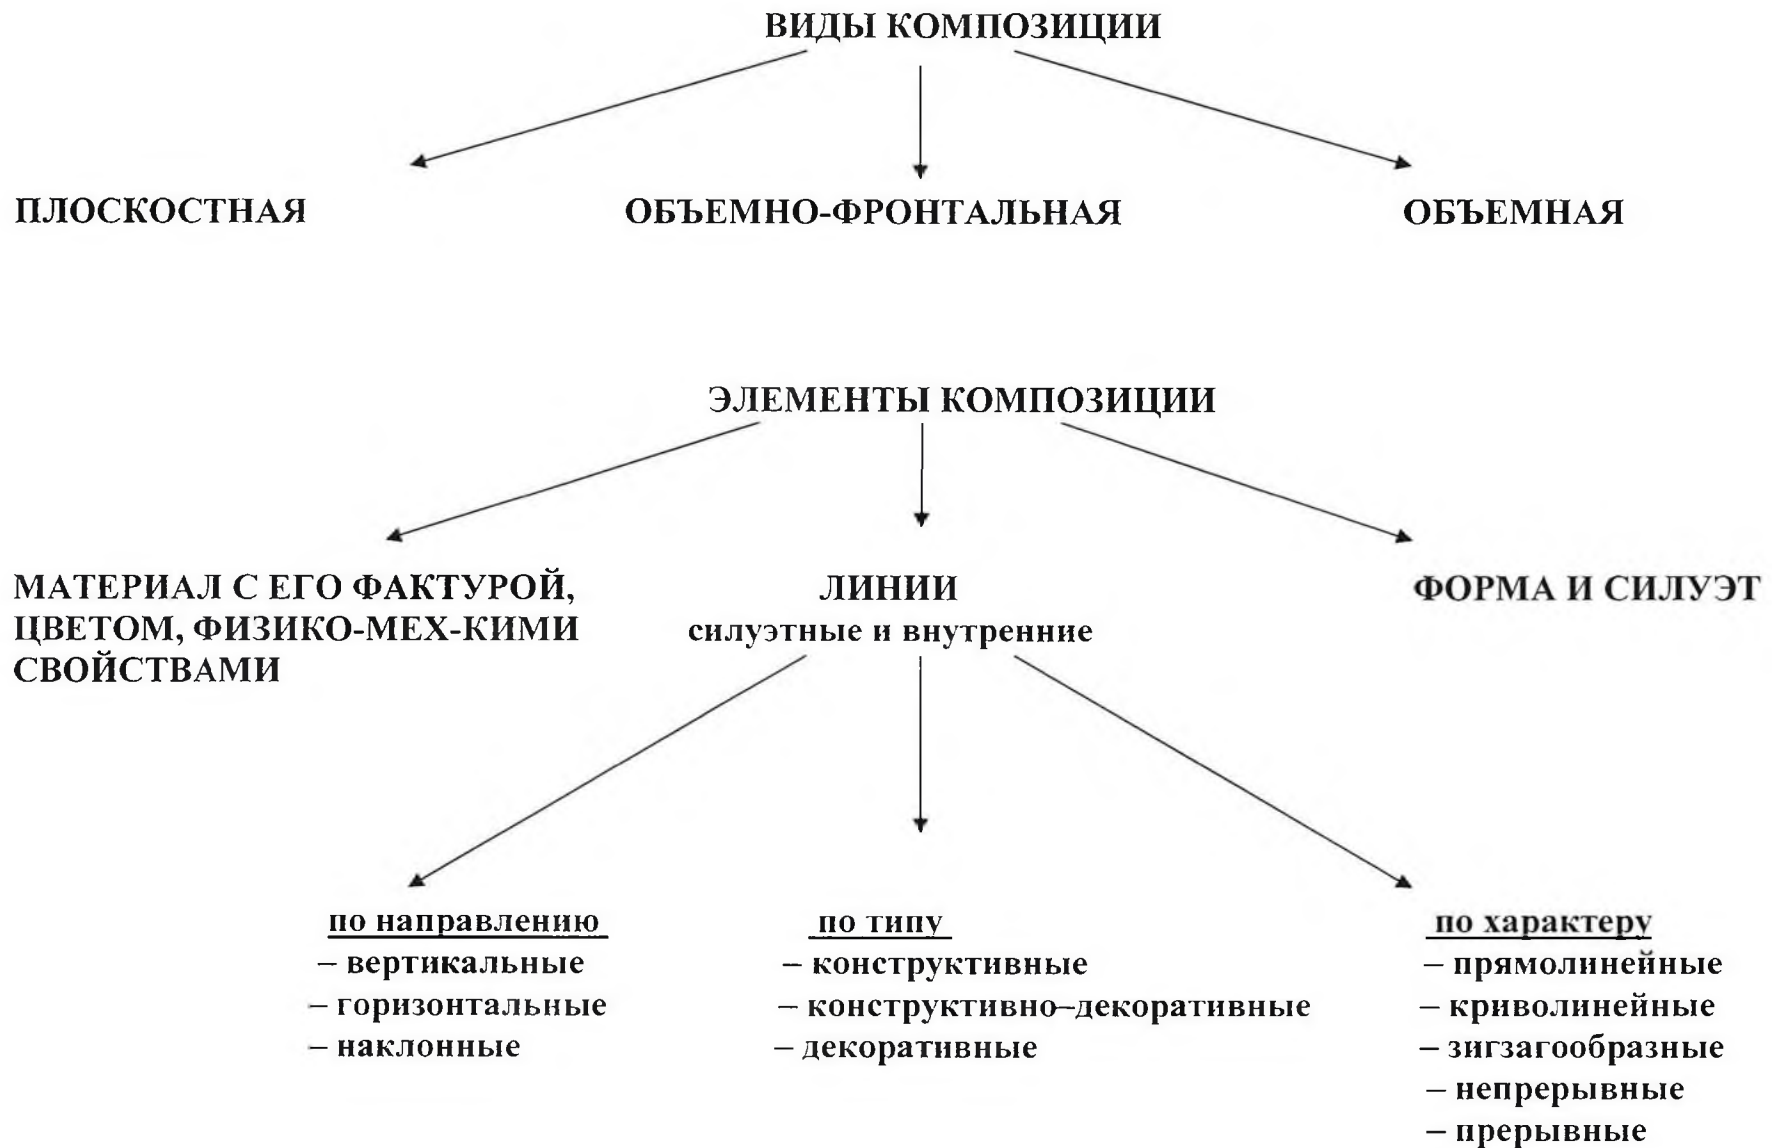 ВИДЫ КОМПОЗИЦИИ
ПЛОСКОСТНАЯ
ОБЪЕМНО-ФРОНТАЛЬНАЯ
ОБЪЕМНАЯ
ЭЛЕМЕНТЫ КОМПОЗИЦИИ
МАТЕРИАЛ С ЕГО ФАКТУРОЙ,
ЦВЕТОМ, ФИЗИКО-МЕХ-КИМИ
СВОЙСТВАМИ
ЛИНИИ
силуэтные и внутренние
ФОРМА И СИЛУЭТ
по направлению
– вертикальные
– горизонтальные
– наклонные
по типу
– конструктивные
– конструктивно–декоративные
– декоративные
по характеру
– прямолинейные
– криволинейные
– зигзагообразные
– непрерывные
– прерывные